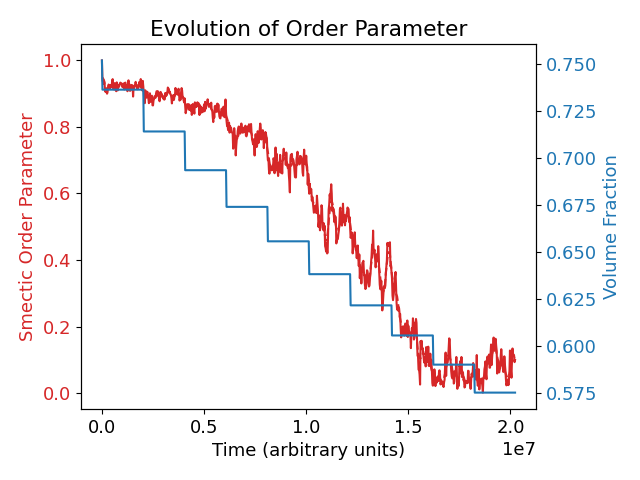 Evolution of Order Parameter
Smectic Order Parameter
1.0
0.8
0.6
0.4
0.2
0.0
0.750
0.725
0.700
0.675
0.650
0.625
0.600
0.575
Volume Fraction
0.0 0.5 1.0 1.5 2.0
1e7
Time (arbitrary units)